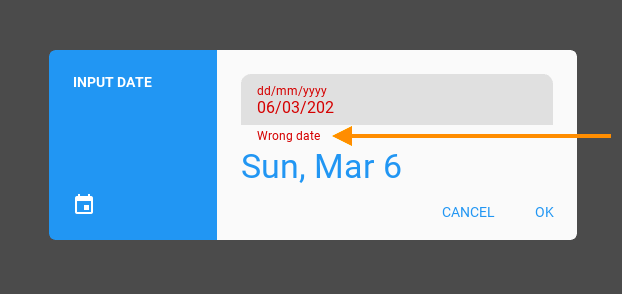 INPUT DATE
dd/mm/yyyy
06/03/202
Wrong date
Sun, Mar 6
CANCEL OK